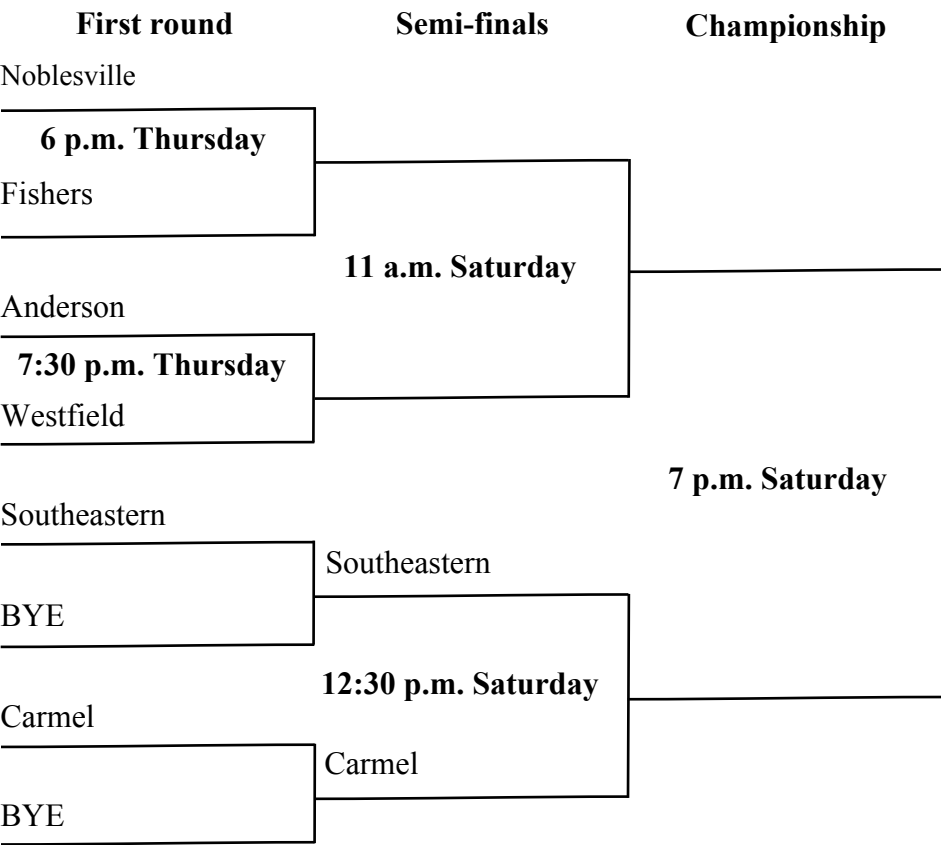 First round
Semi-finals
Championship
Noblesville
6 p.m. Thursday
Fishers
11 a.m. Saturday
Anderson
7:30 p.m. Thursday
Westfield
7 p.m. Saturday
Southeastern
Southeastern
BYE
12:30 p.m. Saturday
Carmel
Carmel
BYE